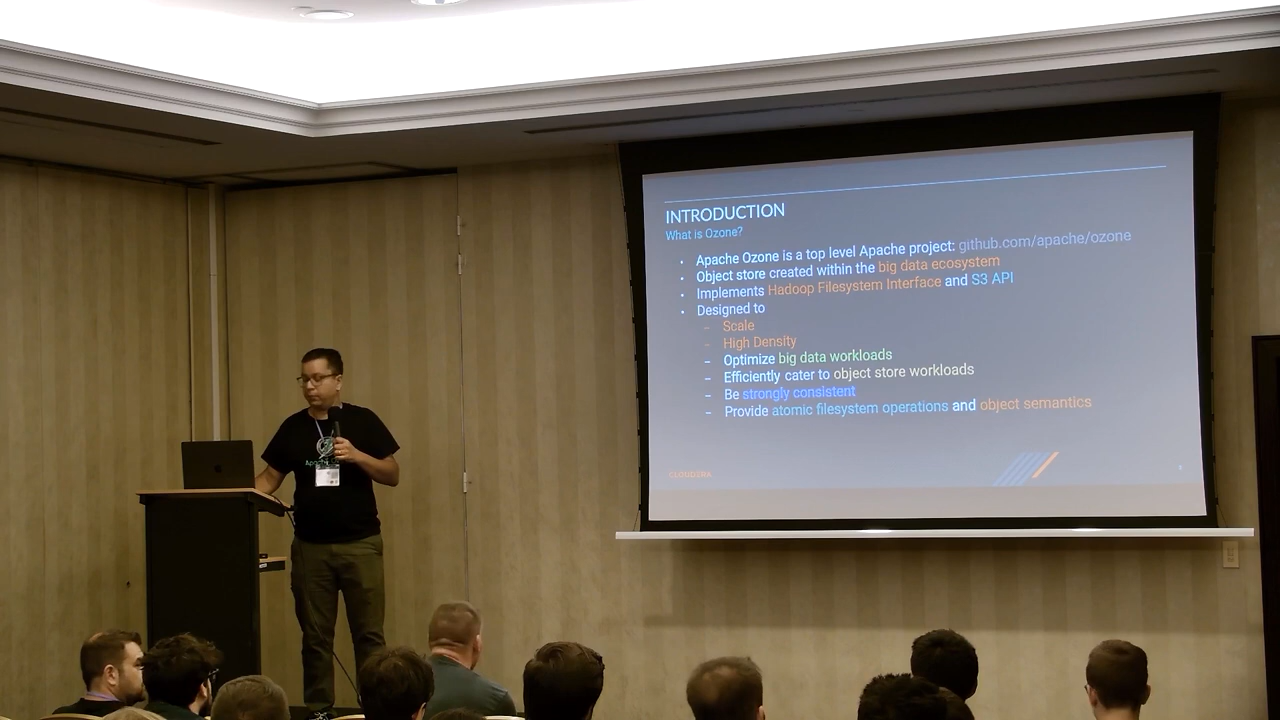 INTRODUCTION
What is Ozone?
• Apache Ozone is a top level Apache project: github.com/apache/ozone
• Object store created within the big data ecosystem
• Implements Hadoop Filesystem Interface and S3 API
• Designed to
– Scale
– High Density
– Optimize big data workloads
– Efficiently cater to object store workloads
– Be strongly consistent
– Provide atomic filesystem operations and object semantics
CLOUDERA